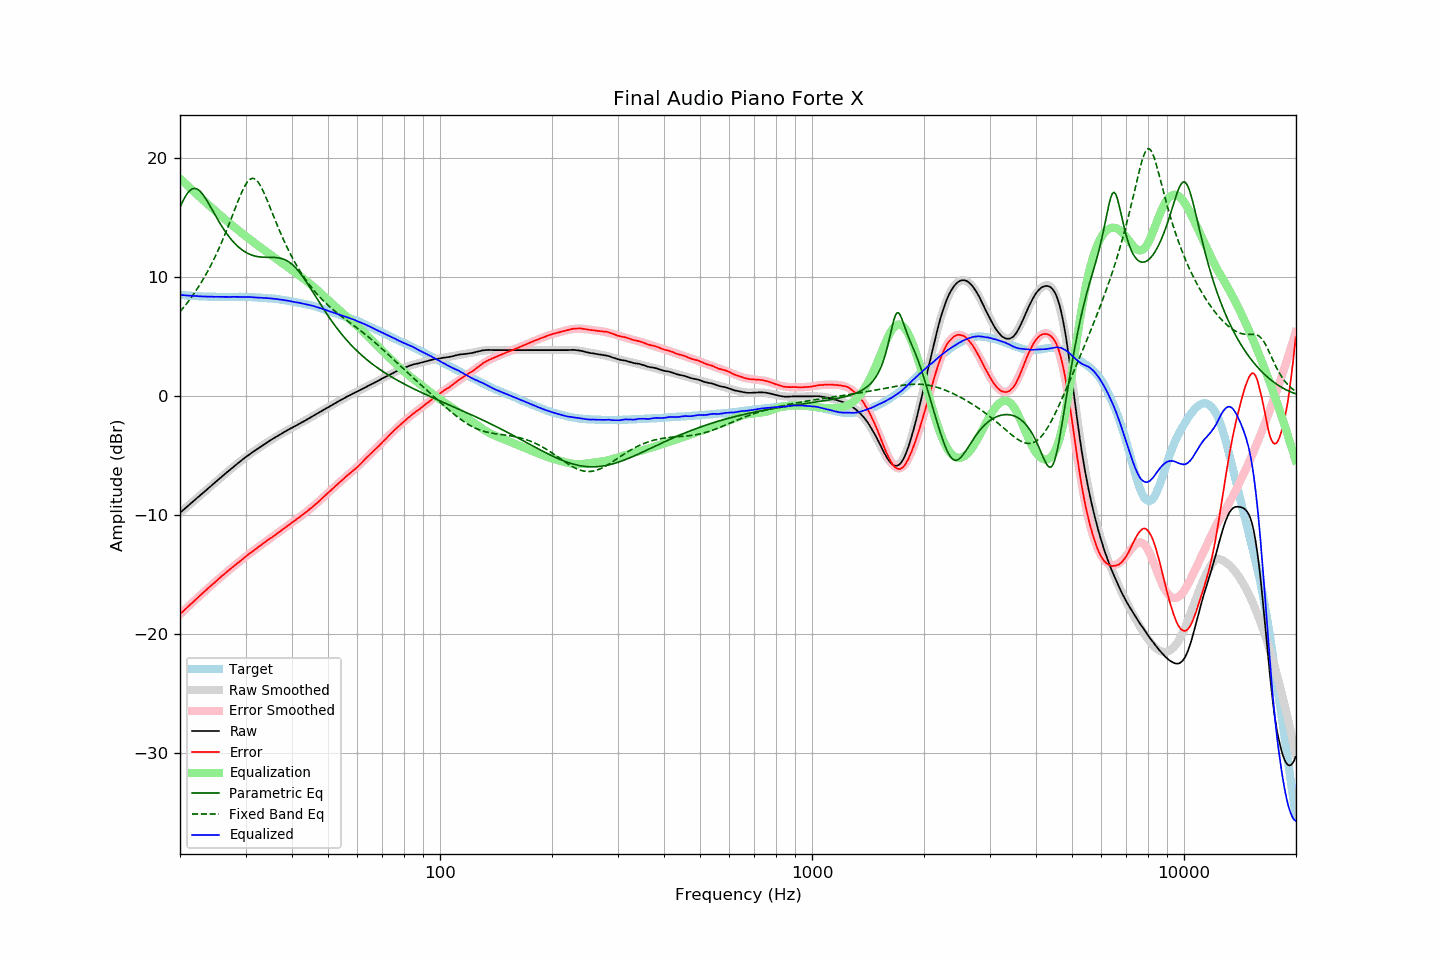 Final Audio Piano Forte X
Amplitude (dBr)
20
10
0
−10
−20
−30
Target
Raw Smoothed
Error Smoothed
Raw
Error
Equalization
Parametric Eq
Fixed Band Eq
Equalized
100
1000
10000
Frequency (Hz)